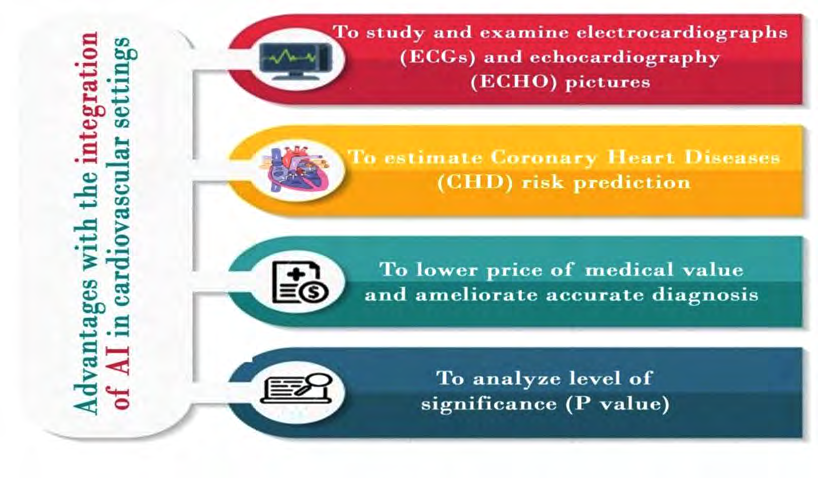 Advantages with the integration
of AI in cardiovascular settings
To study and examine electrocardiographs
(ECGs) and echocardiography
(ECHO) pictures
To estimate Coronary Heart Diseases
(CHD) risk prediction
To lower price of medical value
and ameliorate accurate diagnosis
To analyze level of
significance (P value)